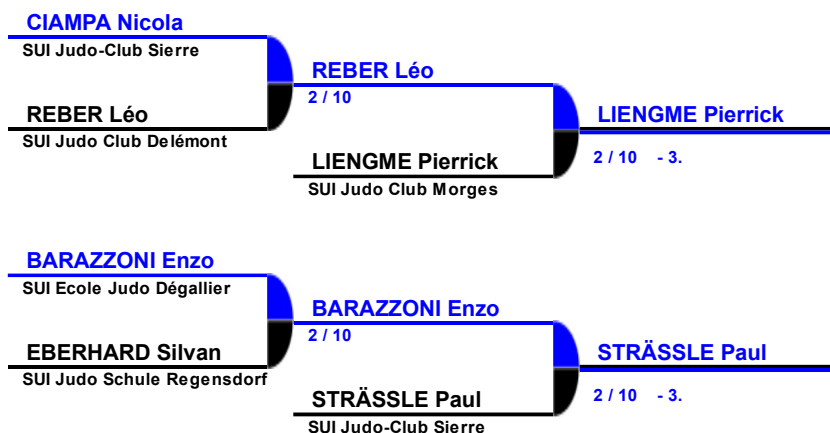 CIAMPA Nicola
SUI Judo-Club Sierre
REBER Léo
2 / 10
REBER Léo
SUI Judo Club Delémont
LIENGME Pierrick
2 / 10 - 3.
LIENGME Pierrick
SUI Judo Club Morges
BARAZZONI Enzo
SUI Ecole Judo Dégallier
BARAZZONI Enzo
2 / 10
EBERHARD Silvan
SUI Judo Schule Regensdorf
STRÄSSLE Paul
2 / 10 - 3.
STRÄSSLE Paul
SUI Judo-Club Sierre